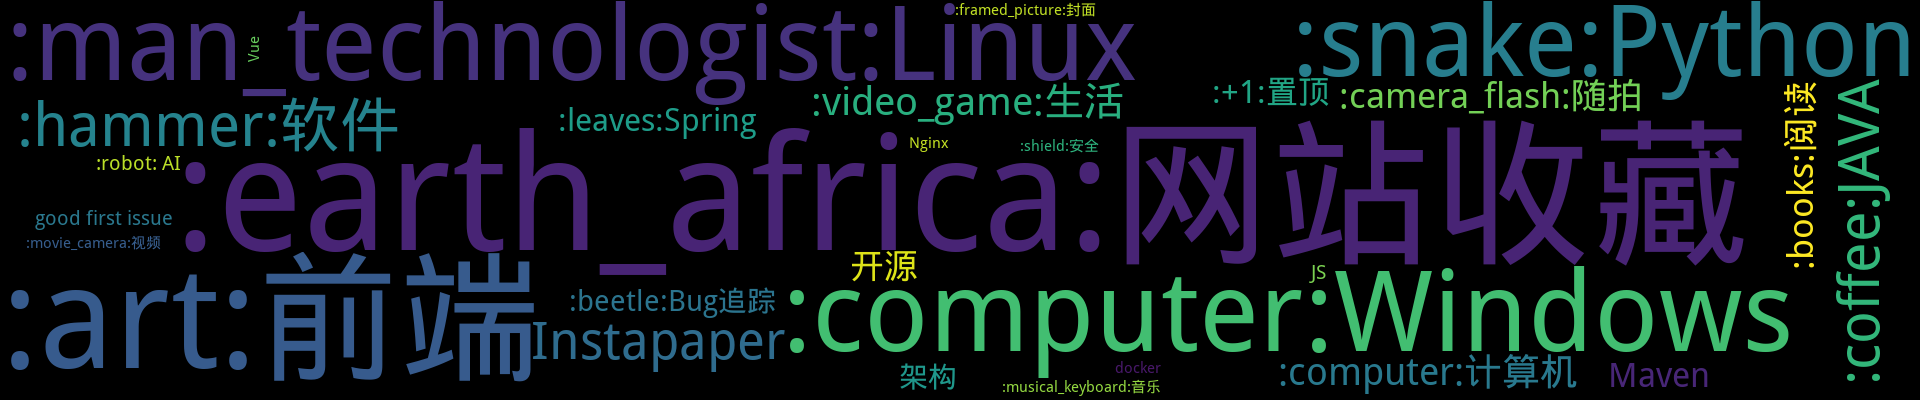 :man_technologist:Linux
:framed_picture:封面
:snake:Python
Vue
:hammer:软件
:leaves:Spring
:video_game:生活
:+1:置顶
:camera_flash:随拍
:books:阅读
:coffee:JAVA
:robot: AI
Nginx
:shield:安全
:earth_africa:网站收藏
good first issue
:movie_camera:视频
:art:前端
开源
:beetle:Bug追踪
Instapaper
:computer:Windows
JS
架构
docker
:musical_keyboard:音乐
:computer:计算机
Maven